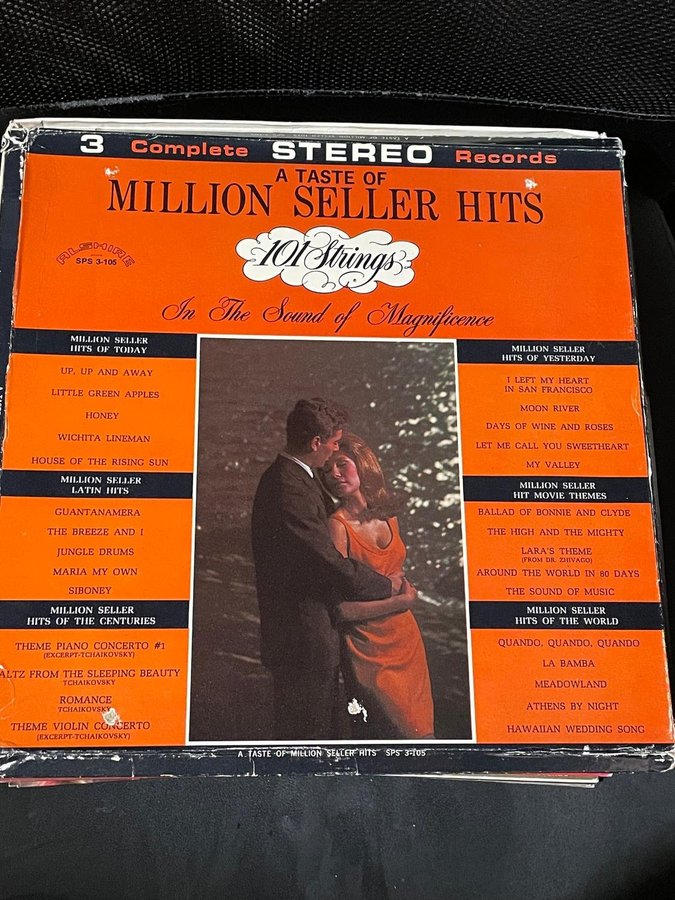 3 Complete STEREO Records
A TASTE OF
MILLION SELLER HITS
101 Strings
ALSHIRE
SPS 3-105
In The Sound of Magnificence
MILLION SELLER
HITS OF TODAY
UP, UP AND AWAY
LITTLE GREEN APPLES
HONEY
WICHITA LINEMAN
HOUSE OF THE RISING SUN
MILLION SELLER
LATIN HITS
GUANTANAMERA
THE BREEZE AND I
JUNGLE DRUMS
MARIA MY OWN
SIBONEY
MILLION SELLER
HITS OF THE CENTURIES
THEME PIANO CONCERTO #1
(EXCERPT-TCHAIKOVSKY)
ALTZ FROM THE SLEEPING BEAUTY
TCHAIKOVSKY
ROMANCE
TCHAIKOVSKY
THEME VIOLIN CONCERTO
(EXCERPT-TCHAIKOVSKY)
MILLION SELLER
HITS OF YESTERDAY
I LEFT MY HEART
IN SAN FRANCISCO
MOON RIVER
DAYS OF WINE AND ROSES
LET ME CALL YOU SWEETHEART
MY VALLEY
MILLION SELLER
HIT MOVIE THEMES
BALLAD OF BONNIE AND CLYDE
THE HIGH AND THE MIGHTY
LARA'S THEME
(FROM DR. ZHIVAGO)
AROUND THE WORLD IN 80 DAYS
THE SOUND OF MUSIC
MILLION SELLER
HITS OF THE WORLD
QUANDO, QUANDO, QUANDO
LA BAMBA
MEADOWLAND
ATHENS BY NIGHT
HAWAIIAN WEDDING SONG
A TASTE OF MILLION SELLER HITS SPS 3-105